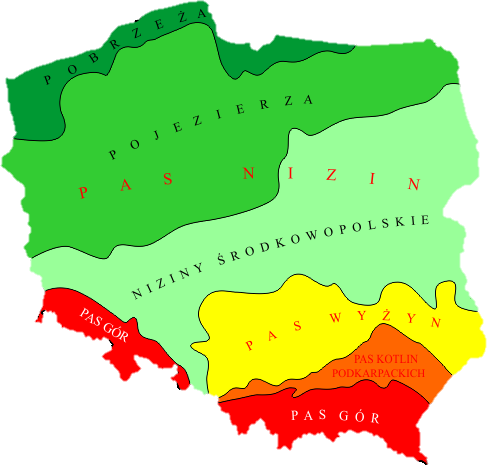 POBRZEŻA
POJEZIERZA
PAS NIZIN
NIZINY ŚRODKOWOPOLSKIE
PAS GÓR
PAS WYŻYN
PAS KOTLIN
PODKARPACKICH
PAS GÓR